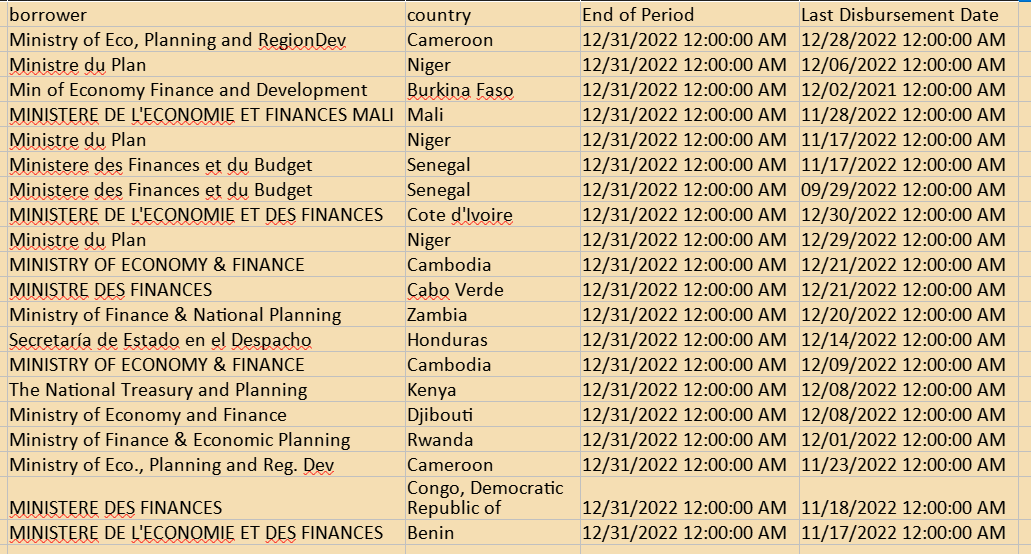 borrower country End of Period Last Disbursement Date
Ministry of Eco, Planning and RegionDev Cameroon 12/31/2022 12:00:00 AM 12/28/2022 12:00:00 AM
Ministre du Plan Niger 12/31/2022 12:00:00 AM 12/06/2022 12:00:00 AM
Min of Economy Finance and Development Burkina Faso 12/31/2022 12:00:00 AM 12/02/2021 12:00:00 AM
MINISTERE DE L'ECONOMIE ET FINANCES MALI Mali 12/31/2022 12:00:00 AM 11/28/2022 12:00:00 AM
Ministre du Plan Niger 12/31/2022 12:00:00 AM 11/17/2022 12:00:00 AM
Ministere des Finances et du Budget Senegal 12/31/2022 12:00:00 AM 11/17/2022 12:00:00 AM
Ministere des Finances et du Budget Senegal 12/31/2022 12:00:00 AM 09/29/2022 12:00:00 AM
MINISTERE DE L'ECONOMIE ET DES FINANCES Cote d'Ivoire 12/31/2022 12:00:00 AM 12/30/2022 12:00:00 AM
Ministre du Plan Niger 12/31/2022 12:00:00 AM 12/29/2022 12:00:00 AM
MINISTRY OF ECONOMY & FINANCE Cambodia 12/31/2022 12:00:00 AM 12/21/2022 12:00:00 AM
MINISTRE DES FINANCES Cabo Verde 12/31/2022 12:00:00 AM 12/21/2022 12:00:00 AM
Ministry of Finance & National Planning Zambia 12/31/2022 12:00:00 AM 12/20/2022 12:00:00 AM
Secretaría de Estado en el Despacho Honduras 12/31/2022 12:00:00 AM 12/14/2022 12:00:00 AM
MINISTRY OF ECONOMY & FINANCE Cambodia 12/31/2022 12:00:00 AM 12/09/2022 12:00:00 AM
The National Treasury and Planning Kenya 12/31/2022 12:00:00 AM 12/08/2022 12:00:00 AM
Ministry of Economy and Finance Djibouti 12/31/2022 12:00:00 AM 12/08/2022 12:00:00 AM
Ministry of Finance & Economic Planning Rwanda 12/31/2022 12:00:00 AM 12/01/2022 12:00:00 AM
Ministry of Eco., Planning and Reg. Dev Cameroon 12/31/2022 12:00:00 AM 11/23/2022 12:00:00 AM
Congo, Democratic
MINISTERE DES FINANCES Republic of 12/31/2022 12:00:00 AM 11/18/2022 12:00:00 AM
MINISTERE DE L'ECONOMIE ET DES FINANCES Benin 12/31/2022 12:00:00 AM 11/17/2022 12:00:00 AM